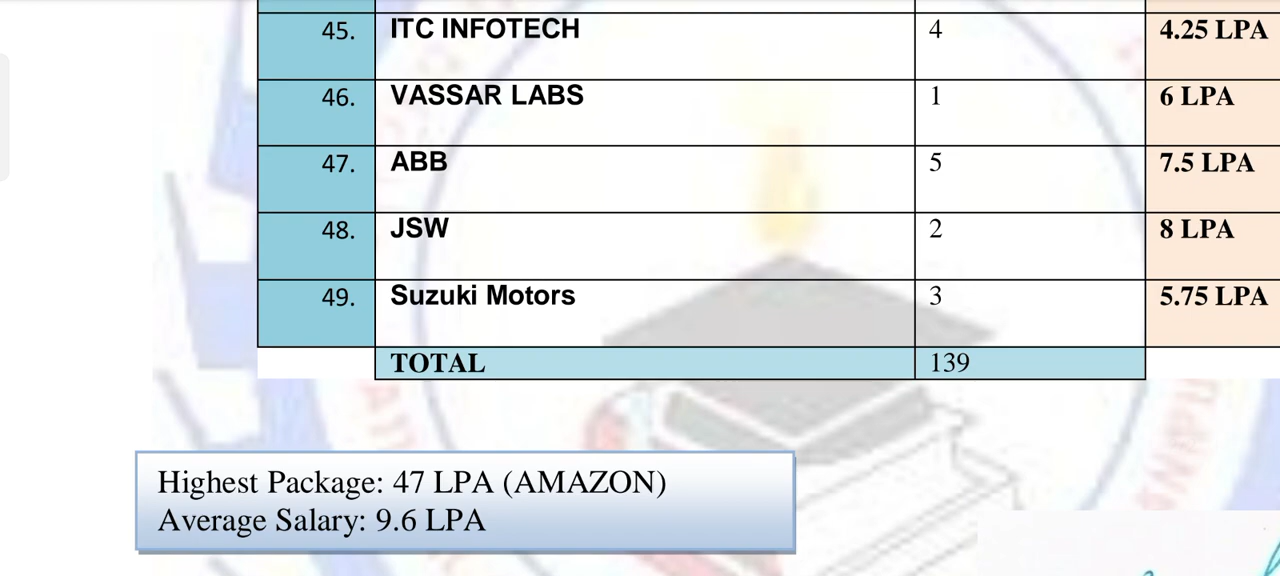 45. ITC INFOTECH 4 4.25 LPA
46. VASSAR LABS 1 6 LPA
47. ABB 5 7.5 LPA
48. JSW 2 8 LPA
49. Suzuki Motors 3 5.75 LPA
TOTAL 139
Highest Package: 47 LPA (AMAZON)
Average Salary: 9.6 LPA